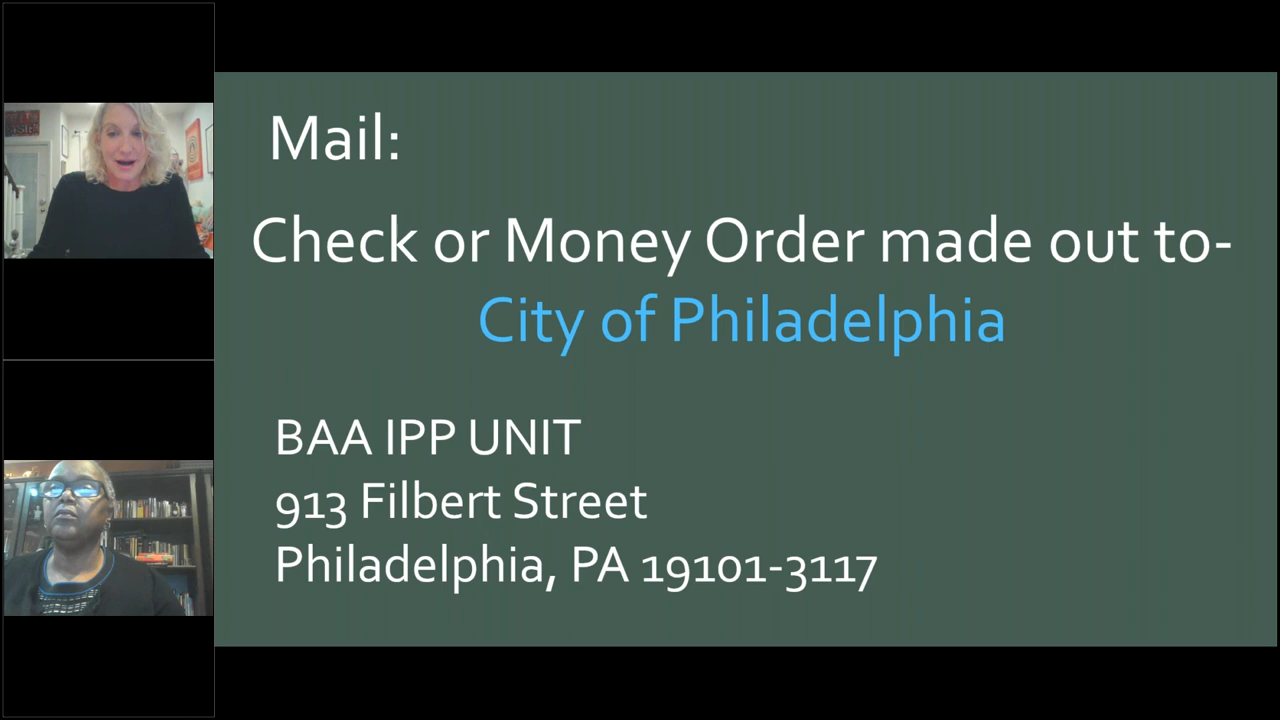 Mail:
Check or Money Order made out to-
City of Philadelphia
BAA IPP UNIT
913 Filbert Street
Philadelphia, PA 19101-3117